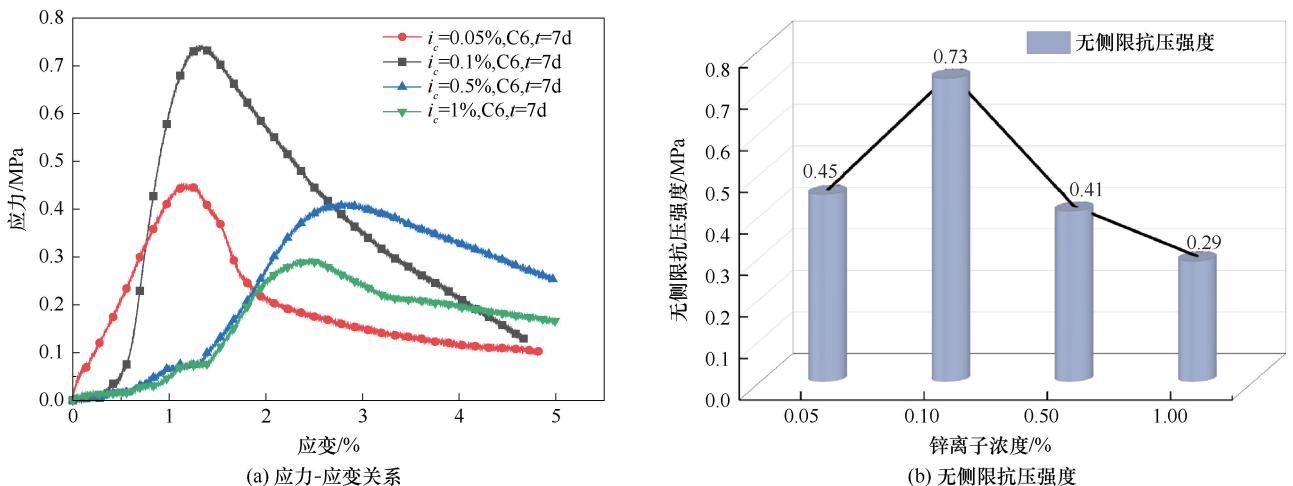 0.8
0.7
0.6
0.5
0.4
0.3
0.2
0.1
0.0
应力/MPa
0
1
2
3
4
5
应变/%
i_c=0.05%,C6,t=7d
i_c=0.1%,C6,t=7d
i_c=0.5%,C6,t=7d
i_c=1%,C6,t=7d
(a) 应力-应变关系
无侧限抗压强度
0.8
0.7
0.6
0.5
0.4
0.3
0.2
0.1
0.0
无侧限抗压强度/MPa
0.45
0.73
0.41
0.29
0.05
0.10
0.50
1.00
锌离子浓度/%
(b) 无侧限抗压强度